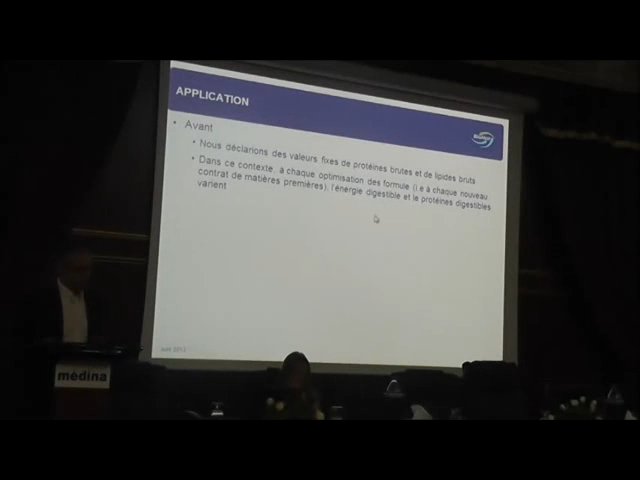 APPLICATION
• Avant
• Nous déclarions des valeurs fixes de protéines brutes et de lipides bruts
• Dans ce contexte, à chaque optimisation des formule (i.e à chaque nouveau
contrat de matières premières), l'énergie digestible et le protéines digestibles
varient
médina